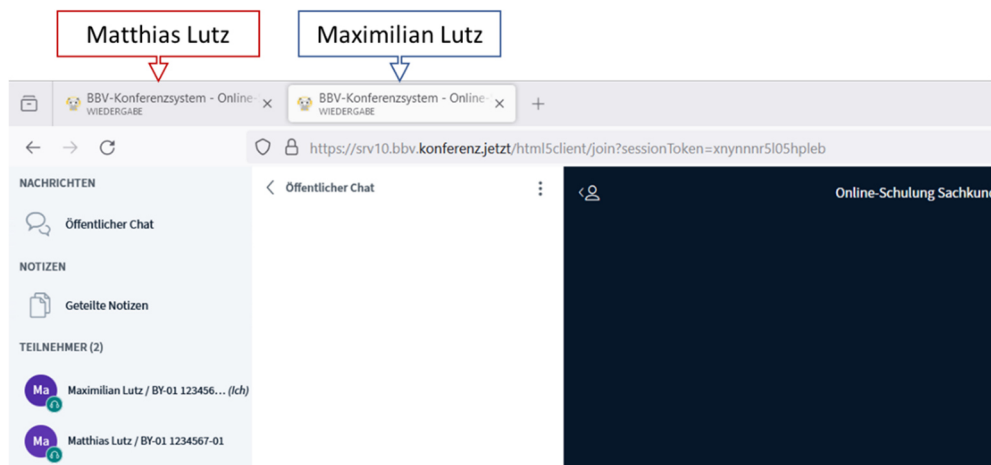 Matthias Lutz
Maximilian Lutz
BBV-Konferenzsystem - Online-
WIEDERGABE
BBV-Konferenzsystem - Online-
WIEDERGABE
https://srv10.bbv.konferenz.jetzt/html5client/join?sessionToken=xnynnnr5l05hpleb
NACHRICHTEN
Öffentlicher Chat
NOTIZEN
Geteilte Notizen
TEILNEHMER (2)
Ma Maximilian Lutz / BY-01 123456... (Ich)
Ma Matthias Lutz / BY-01 1234567-01
Öffentlicher Chat
Online-Schulung Sachkun